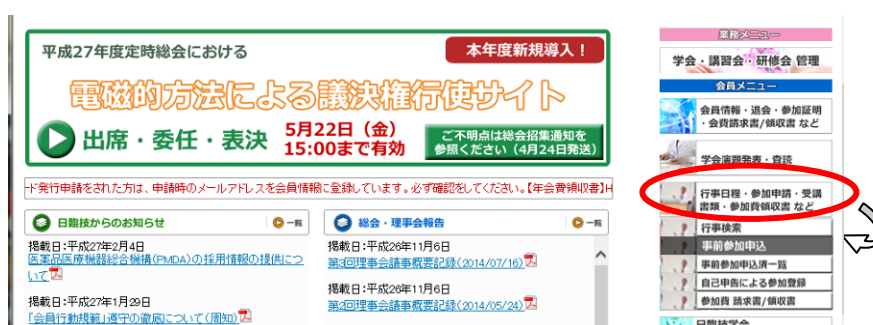 平成27年度定時総会における
本年度新規導入！
電磁的方法による議決権行使サイト
出席・委任・表決
5月22日（金）
15:00まで有効
ご不明点は総会招集通知を
参照ください（4月24日発送）
ード発行申請をされた方は、申請時のメールアドレスを会員情報に登録しています。必ず確認をしてください。【年会費領収書】H
日臨技からのお知らせ
一覧
掲載日:平成27年2月4日
医薬品医療機器総合機構(PMDA)の採用情報の提供につ
いて
掲載日:平成27年1月29日
「会員行動規範」遵守の徹底について(周知)
総会・理事会報告
一覧
掲載日:平成26年11月6日
第3回理事会議事概要記録(2014/07/16)
掲載日:平成26年11月6日
第2回理事会議事概要記録(2014/05/24)
業務メニュー
学会・講習会・研修会 管理
会員メニュー
会員情報・退会・参加証明
・会費請求書/領収書 など
学会演題発表・査読
行事日程・参加申請・受講
書類・参加費領収書 など
行事検索
事前参加申込
事前参加申込済一覧
自己申告による参加登録
参加費 請求書/領収書
日臨技学会